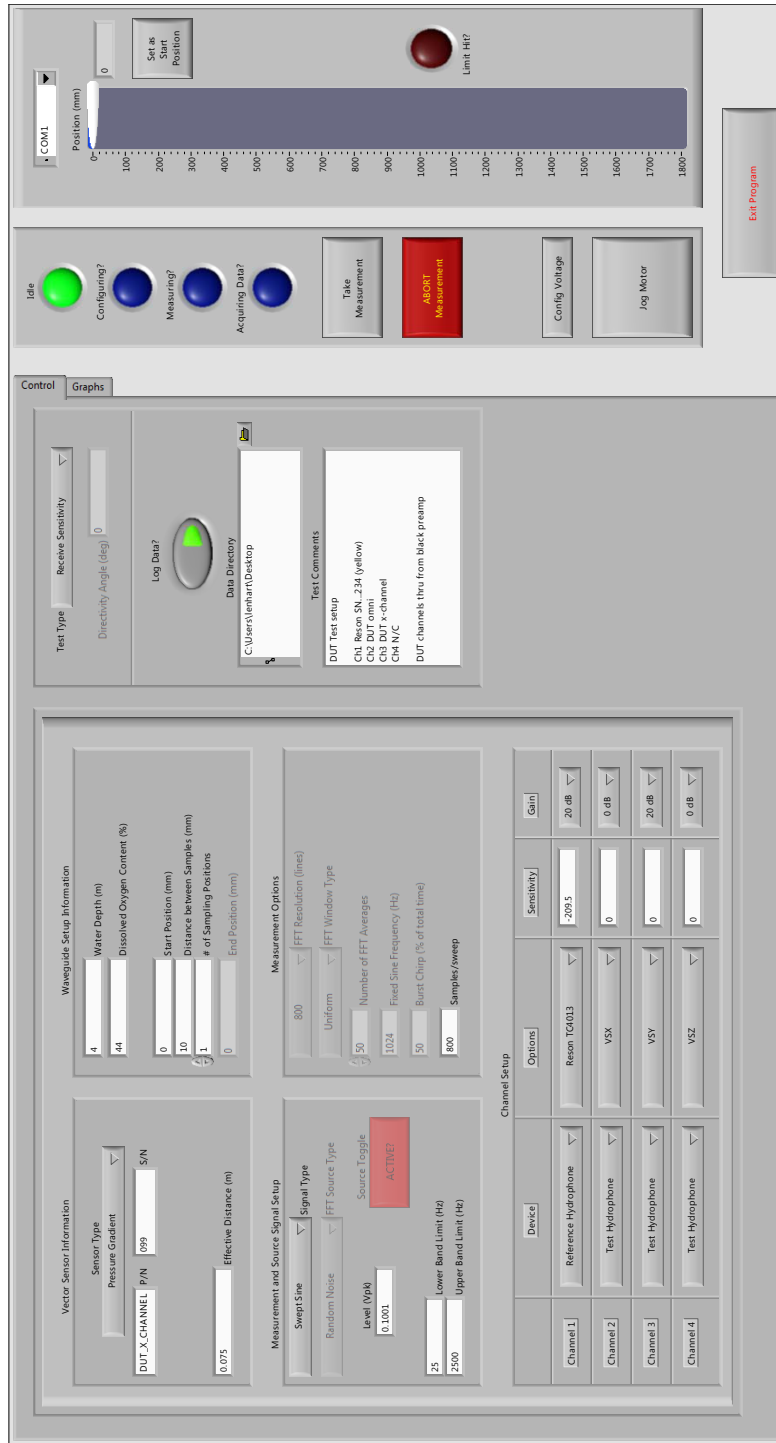 Control
Graphs
Vector Sensor Information
Sensor Type
Pressure Gradient
DUT_X_CHANNEL
P/N
099
S/N
0.075
Effective Distance (m)
Waveguide Setup Information
4
Water Depth (m)
44
Dissolved Oxygen Content (%)
0
Start Position (mm)
10
Distance between Samples (mm)
1
# of Sampling Positions
0
End Position (mm)
Measurement and Source Signal Setup
Swept Sine
Signal Type
Random Noise
FFT Source Type
Level (Vpk)
0.1001
Source Toggle
ACTIVE?
25
Lower Band Limit (Hz)
2500
Upper Band Limit (Hz)
Measurement Options
800
FFT Resolution (lines)
Uniform
FFT Window Type
50
Number of FFT Averages
1024
Fixed Sine Frequency (Hz)
50
Burst Chirp (% of total time)
800
Samples/sweep
Channel Setup
Device
Options
Sensitivity
Gain
Channel 1
Reference Hydrophone
Reson TC4013
-209.5
20 dB
Channel 2
Test Hydrophone
VSX
0
0 dB
Channel 3
Test Hydrophone
VSY
0
20 dB
Channel 4
Test Hydrophone
VSZ
0
0 dB
Test Type
Receive Sensitivity
Directivity Angle (deg)
0
Log Data?
Data Directory
C:\Users\lenhart\Desktop
Test Comments
DUT Test setup
Ch1 Reson SN...234 (yellow)
Ch2 DUT omni
Ch3 DUT x-channel
Ch4 N/C
DUT channels thru from black preamp
Idle
Configuring?
Measuring?
Acquiring Data?
Take
Measurement
ABORT
Measurement
Config Voltage
Jog Motor
COM1
Position (mm)
0
0
100
200
300
400
500
600
700
800
900
1000
1100
1200
1300
1400
1500
1600
1700
1800
Set as
Start
Position
Limit Hit?
Exit Program